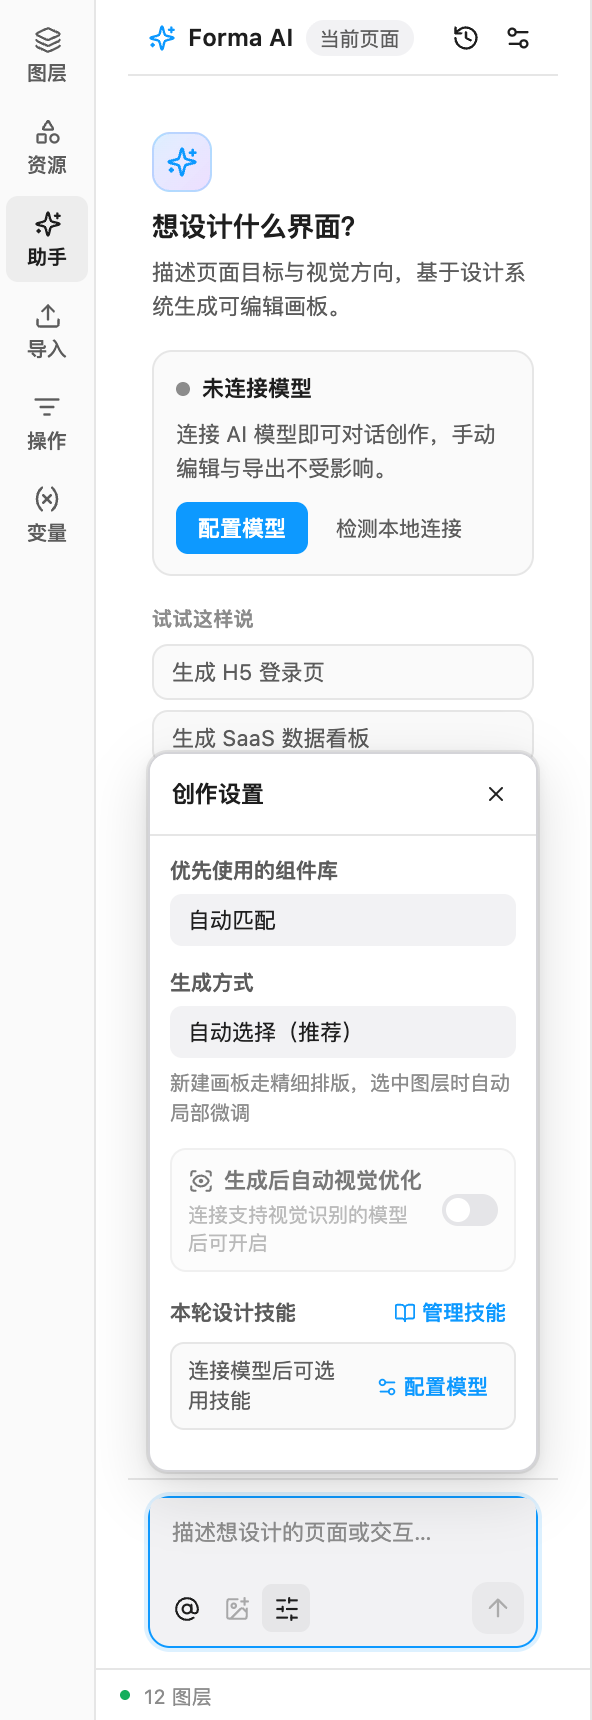 图层
资源
助手
导入
操作
变量
Forma AI 当前页面
想设计什么界面?
描述页面目标与视觉方向，基于设计系
统生成可编辑画板。
未连接模型
连接 AI 模型即可对话创作，手动
编辑与导出不受影响。
配置模型 检测本地连接
试试这样说
生成 H5 登录页
生成 SaaS 数据看板
创作设置
优先使用的组件库
自动匹配
生成方式
自动选择（推荐）
新建画板走精细排版，选中图层时自动
局部微调
生成后自动视觉优化
连接支持视觉识别的模型
后可开启
本轮设计技能 管理技能
连接模型后可选
用技能
配置模型
描述想设计的页面或交互...
12 图层